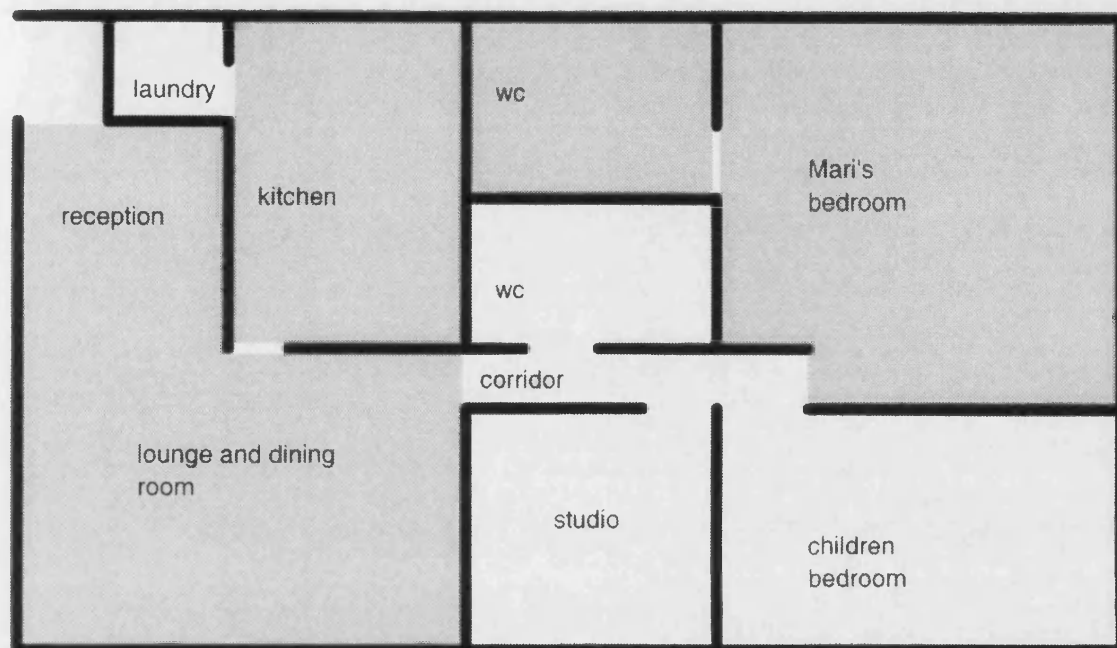 laundry
wc
Mari's
bedroom
kitchen
reception
wc
corridor
lounge and dining
room
studio
children
bedroom